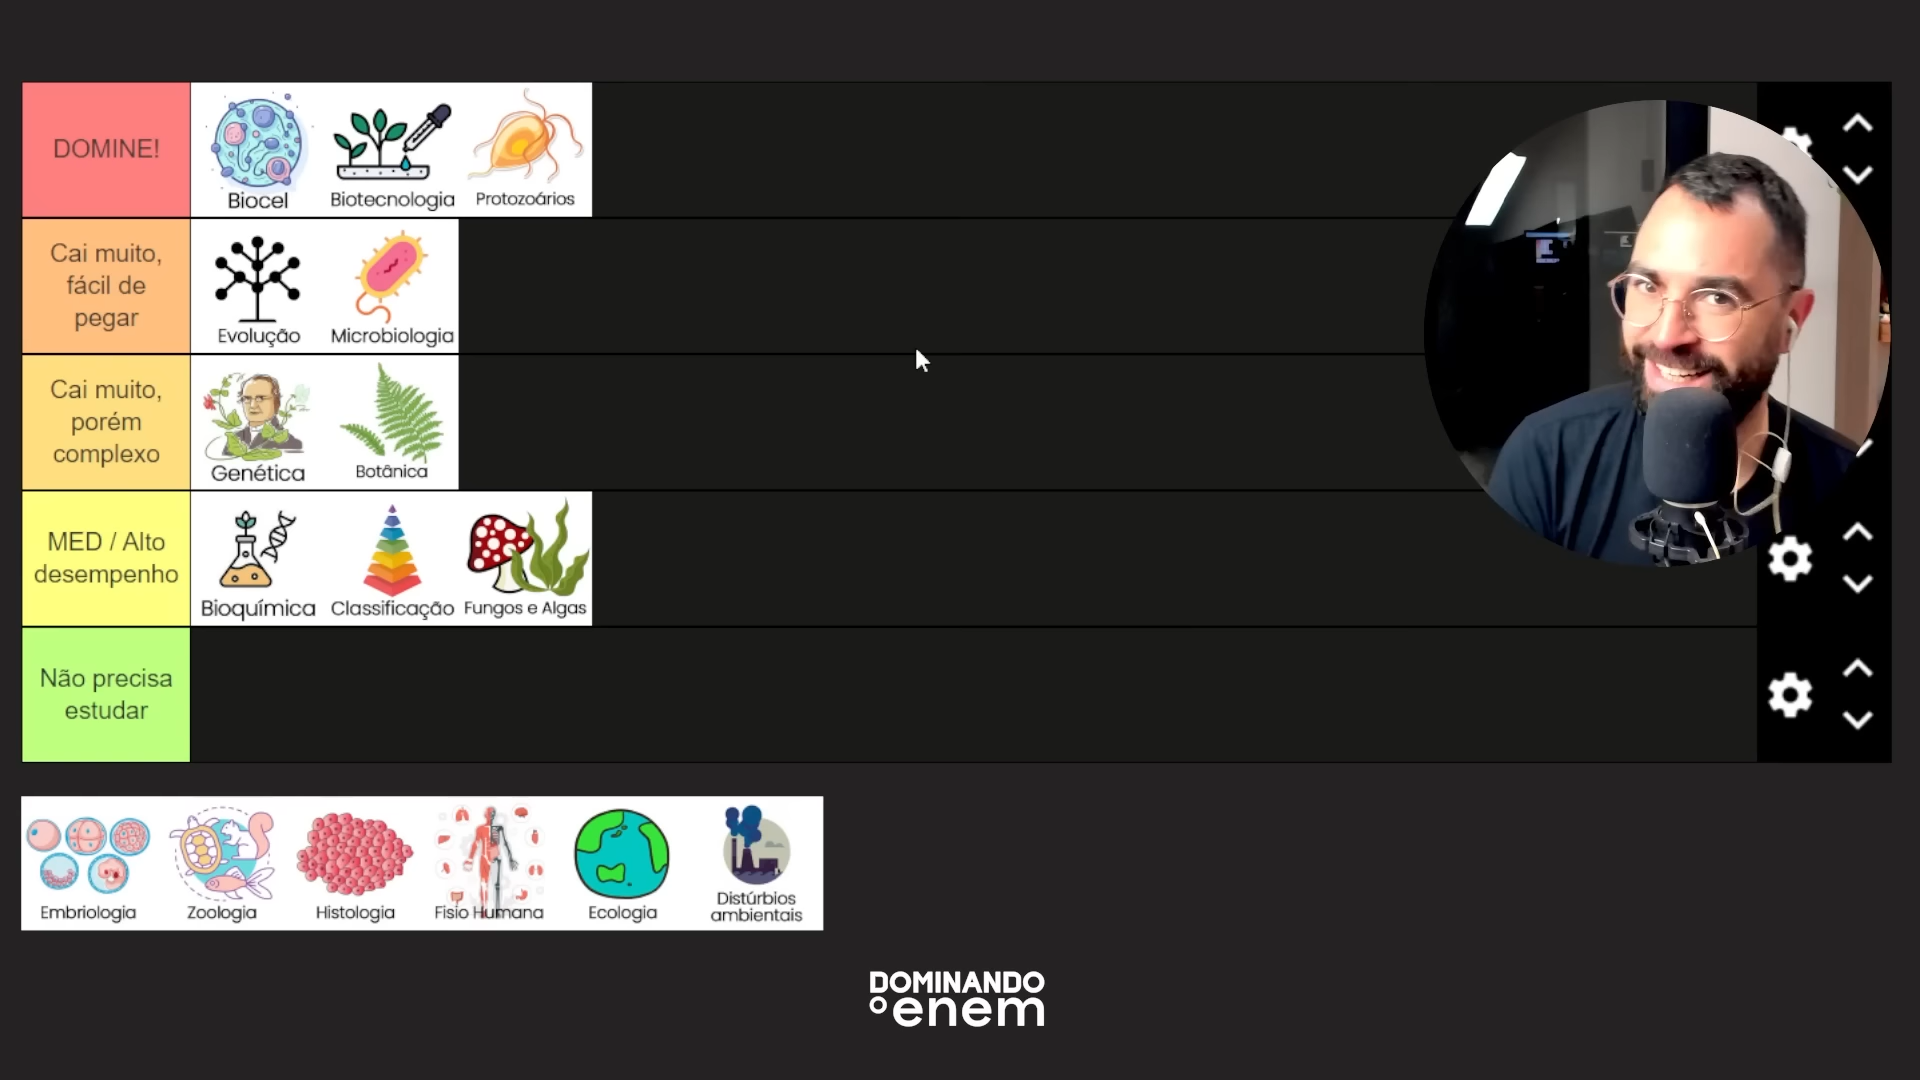 DOMINE!
Biocel
Biotecnologia
Protozoários
Cai muito,
fácil de
pegar
Evolução
Microbiologia
Cai muito,
porém
complexo
Genética
Botânica
MED / Alto
desempenho
Bioquímica
Classificação
Fungos e Algas
Não precisa
estudar
Embriologia
Zoologia
Histologia
Fisio Humana
Ecologia
Distúrbios
ambientais
DOMINANDO
o enem